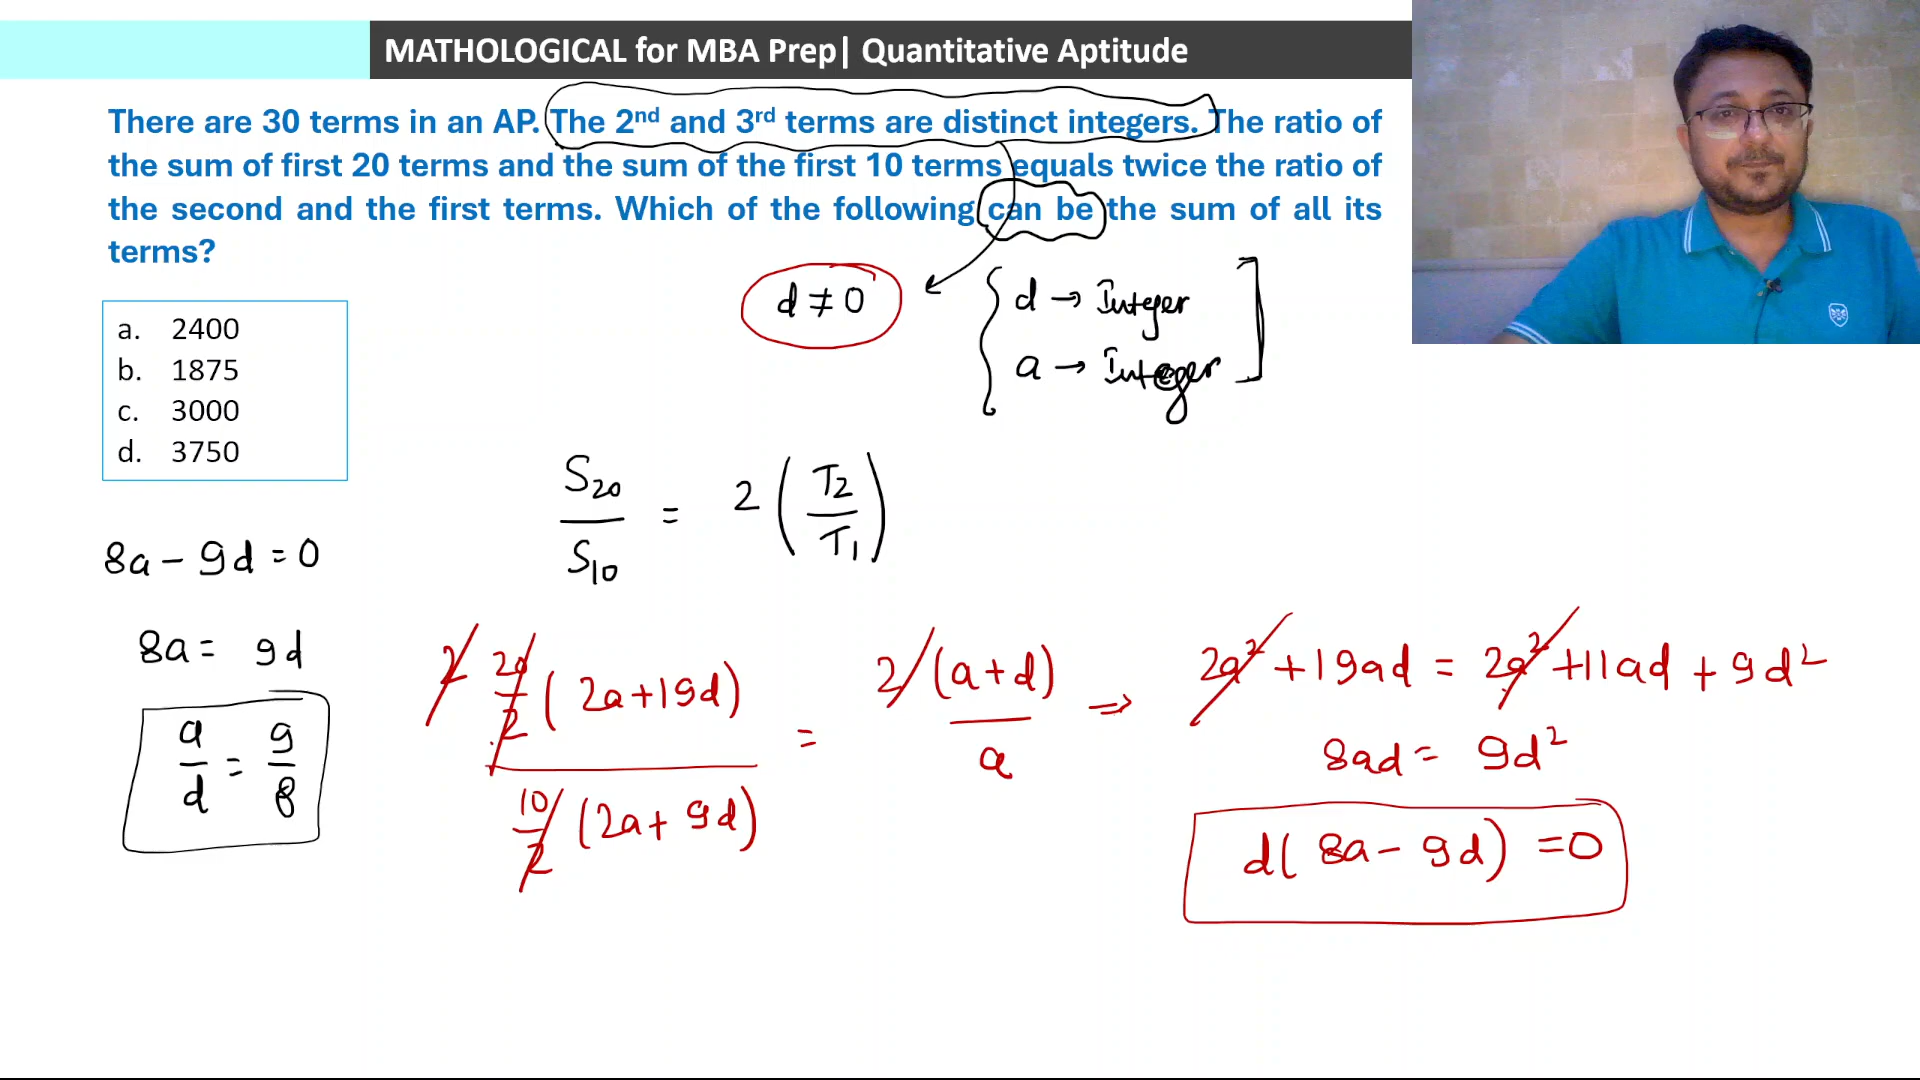 MATHOLOGICAL for MBA Prep| Quantitative Aptitude
There are 30 terms in an AP. The 2nd and 3rd terms are distinct integers. The ratio of
the sum of first 20 terms and the sum of the first 10 terms equals twice the ratio of
the second and the first terms. Which of the following can be the sum of all its
terms?
a. 2400
b. 1875
c. 3000
d. 3750
d ≠ 0
d → Integer
a → Integer
S20/S10 = 2 (T2/T1)
20/2 (2a+19d) / 10/2 (2a+9d) = 2(a+d)/a ⇒ 2a² + 19ad = 2a² + 11ad + 9d²
8ad = 9d²
d(8a - 9d) = 0
8a - 9d = 0
8a = 9d
a/d = 9/8